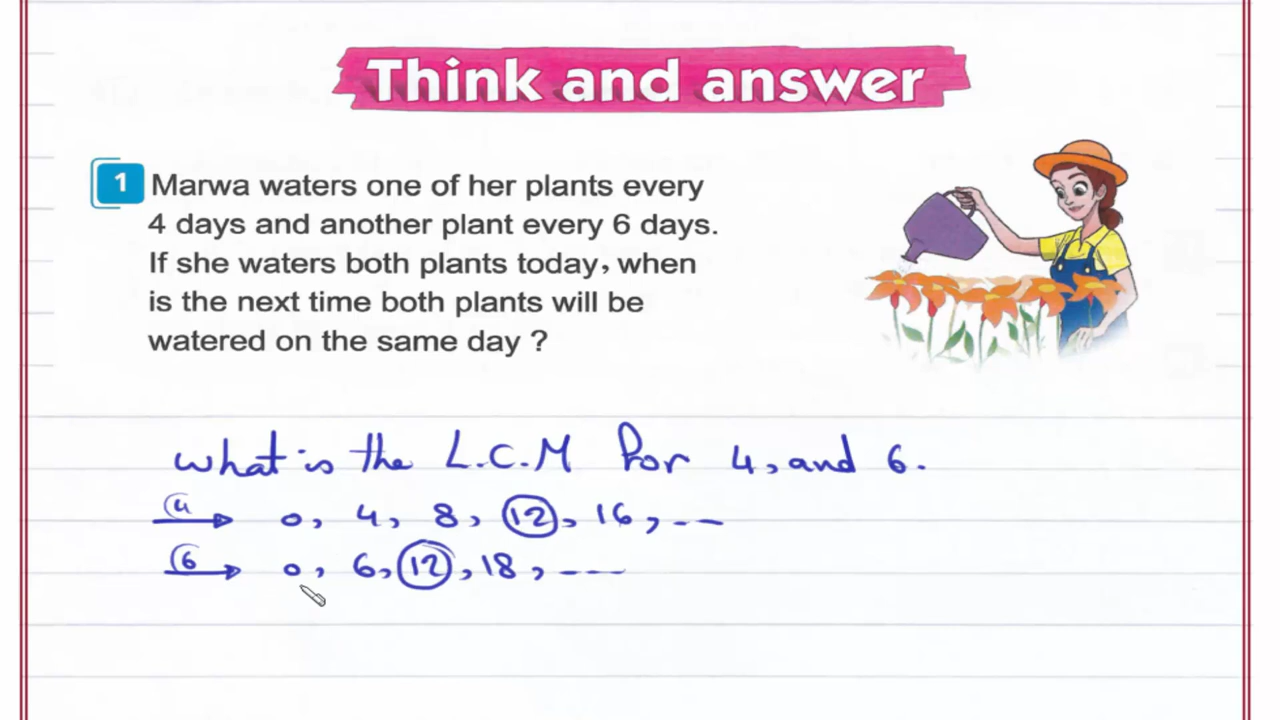 Think and answer
1 Marwa waters one of her plants every
4 days and another plant every 6 days.
If she waters both plants today, when
is the next time both plants will be
watered on the same day ?
What is the L.C.M for 4, and 6.
4 → 0, 4, 8, 12, 16, ---
6 → 0, 6, 12, 18, ---